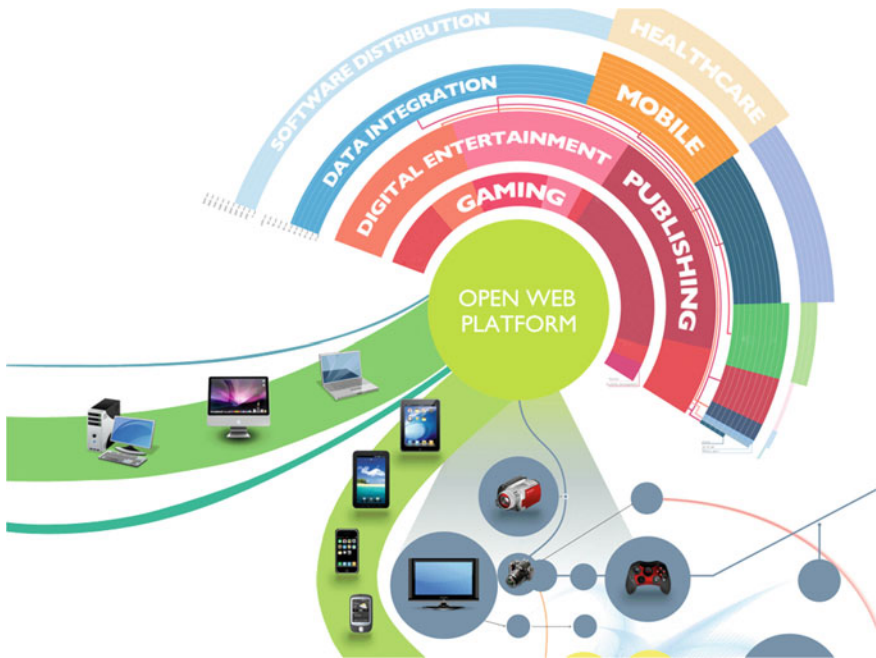 SOFTWARE DISTRIBUTION
HEALTHCARE
DATA INTEGRATION
MOBILE
DIGITAL ENTERTAINMENT
PUBLISHING
GAMING
OPEN WEB
PLATFORM